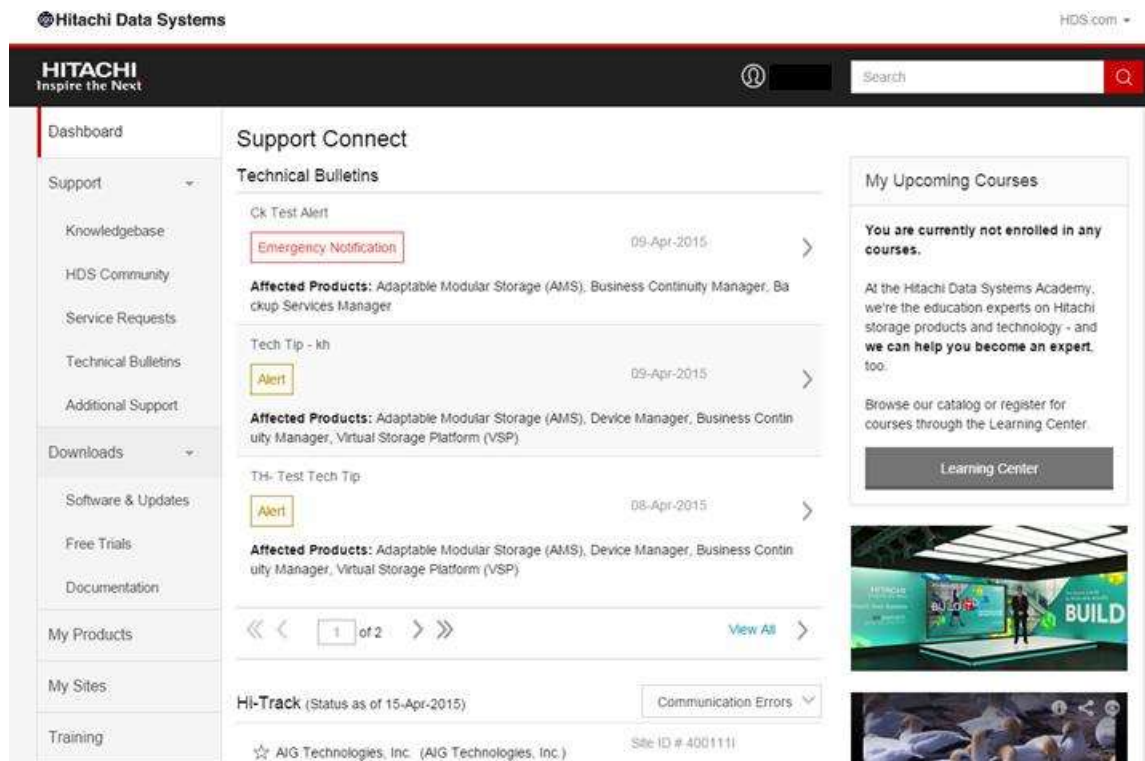 Hitachi Data Systems
HDS.com
HITACHI
Inspire the Next
Search
Dashboard
Support
Knowledgebase
HDS Community
Service Requests
Technical Bulletins
Additional Support
Downloads
Software & Updates
Free Trials
Documentation
My Products
My Sites
Training
Support Connect
Technical Bulletins
Ck Test Alert
Emergency Notification
09-Apr-2015
Affected Products: Adaptable Modular Storage (AMS), Business Continuity Manager, Ba
ckup Services Manager
Tech Tip - kh
Alert
09-Apr-2015
Affected Products: Adaptable Modular Storage (AMS), Device Manager, Business Contin
uity Manager, Virtual Storage Platform (VSP)
TH- Test Tech Tip
Alert
08-Apr-2015
Affected Products: Adaptable Modular Storage (AMS), Device Manager, Business Contin
uity Manager, Virtual Storage Platform (VSP)
1 of 2
View All
Hi-Track (Status as of 15-Apr-2015)
Communication Errors
AIG Technologies, Inc. (AIG Technologies, Inc.)
Site ID # 400111I
My Upcoming Courses
You are currently not enrolled in any
courses.
At the Hitachi Data Systems Academy,
we're the education experts on Hitachi
storage products and technology - and
we can help you become an expert,
too.
Browse our catalog or register for
courses through the Learning Center.
Learning Center
HITACHI
BUILD
BUILD